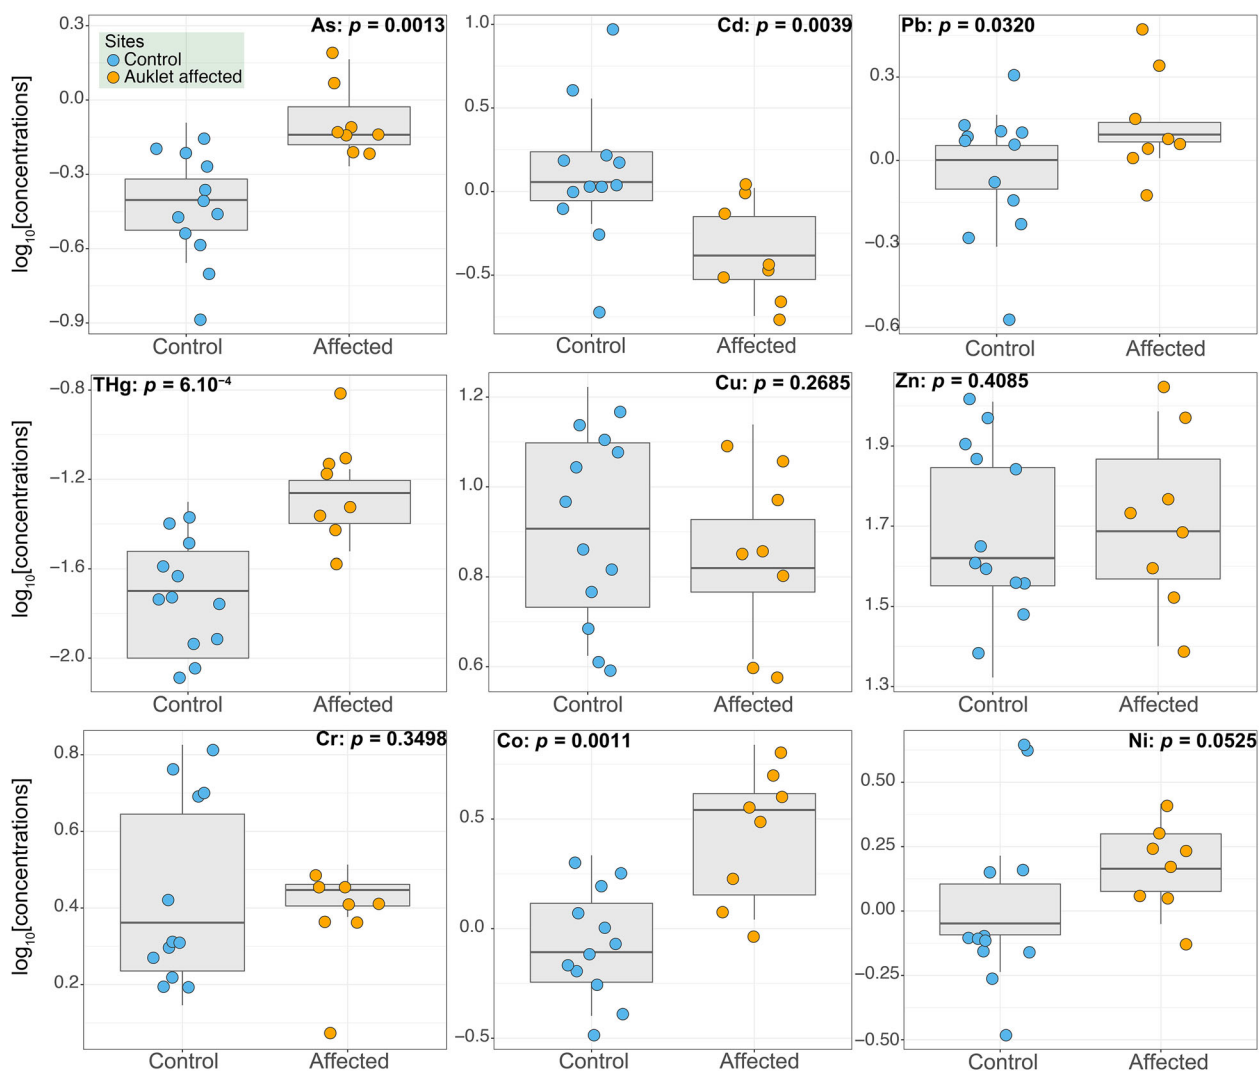 As: p = 0.0013
Cd: p = 0.0039
Pb: p = 0.0320
Sites
Control
Auklet affected
log₁₀[concentrations]
0.3
0.0
−0.3
−0.6
−0.9
Control
Affected
1.0
0.5
0.0
−0.5
Control
Affected
0.3
0.0
−0.3
−0.6
Control
Affected
THg: p = 6.10⁻⁴
Cu: p = 0.2685
Zn: p = 0.4085
log₁₀[concentrations]
−0.8
−1.2
−1.6
−2.0
Control
Affected
1.2
1.0
0.8
0.6
Control
Affected
1.9
1.7
1.5
1.3
Control
Affected
Cr: p = 0.3498
Co: p = 0.0011
Ni: p = 0.0525
log₁₀[concentrations]
0.8
0.6
0.4
0.2
Control
Affected
0.5
0.0
−0.5
Control
Affected
0.50
0.25
0.00
−0.25
−0.50
Control
Affected